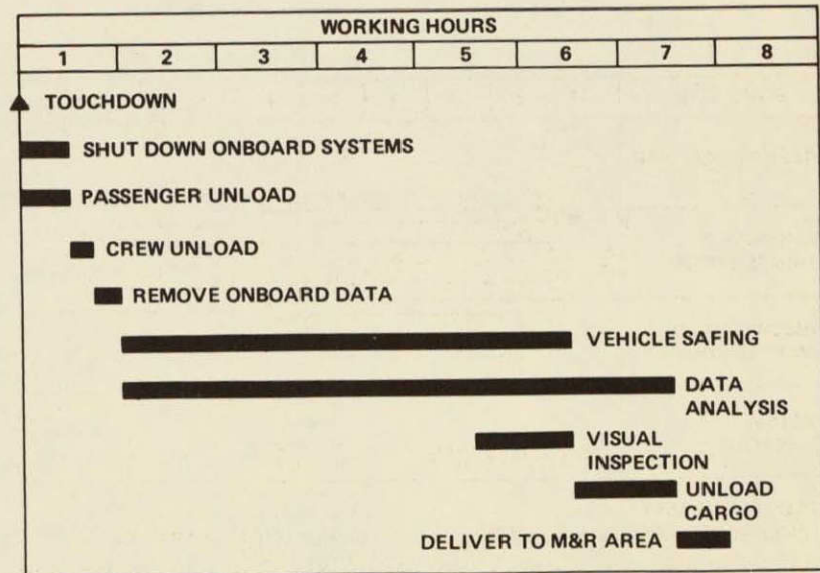 WORKING HOURS
1 2 3 4 5 6 7 8
TOUCHDOWN
SHUT DOWN ONBOARD SYSTEMS
PASSENGER UNLOAD
CREW UNLOAD
REMOVE ONBOARD DATA
VEHICLE SAFING
DATA
ANALYSIS
VISUAL
INSPECTION
UNLOAD
CARGO
DELIVER TO M&R AREA